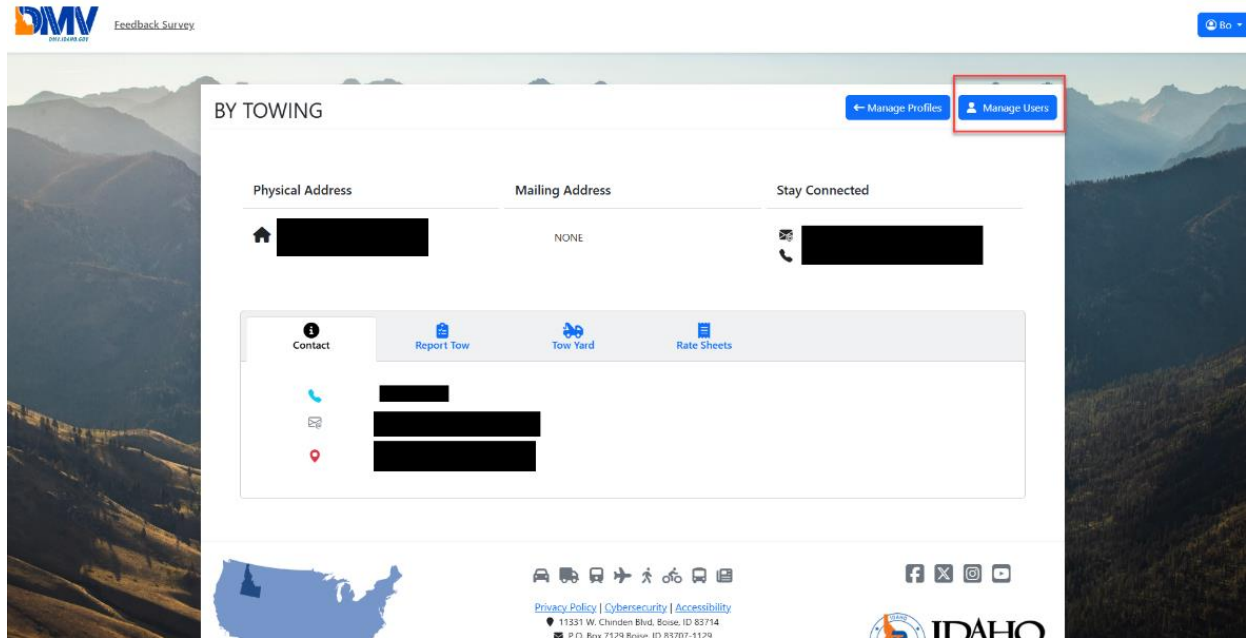 DMV
DMV.IDAHO.GOV
Feedback Survey
Bo
BY TOWING
Manage Profiles
Manage Users
Physical Address
Mailing Address
Stay Connected
NONE
Contact
Report Tow
Tow Yard
Rate Sheets
Privacy Policy | Cybersecurity | Accessibility
11331 W. Chinden Blvd, Boise, ID 83714
P.O. Box 7129 Boise, ID 83707-1129
IDAHO